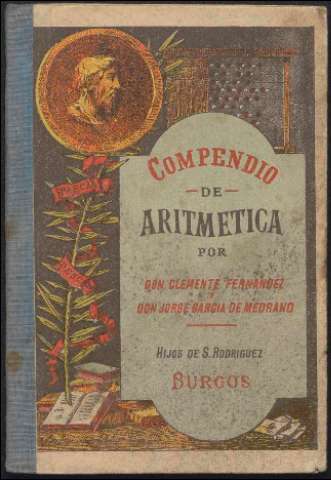 COMPENDIO
DE
ARITMETICA
POR
DON CLEMENTE FERNANDEZ
Y
DON JORGE GARCIA DE MEDRANO
HIJOS DE S. RODRIGUEZ
BURGOS